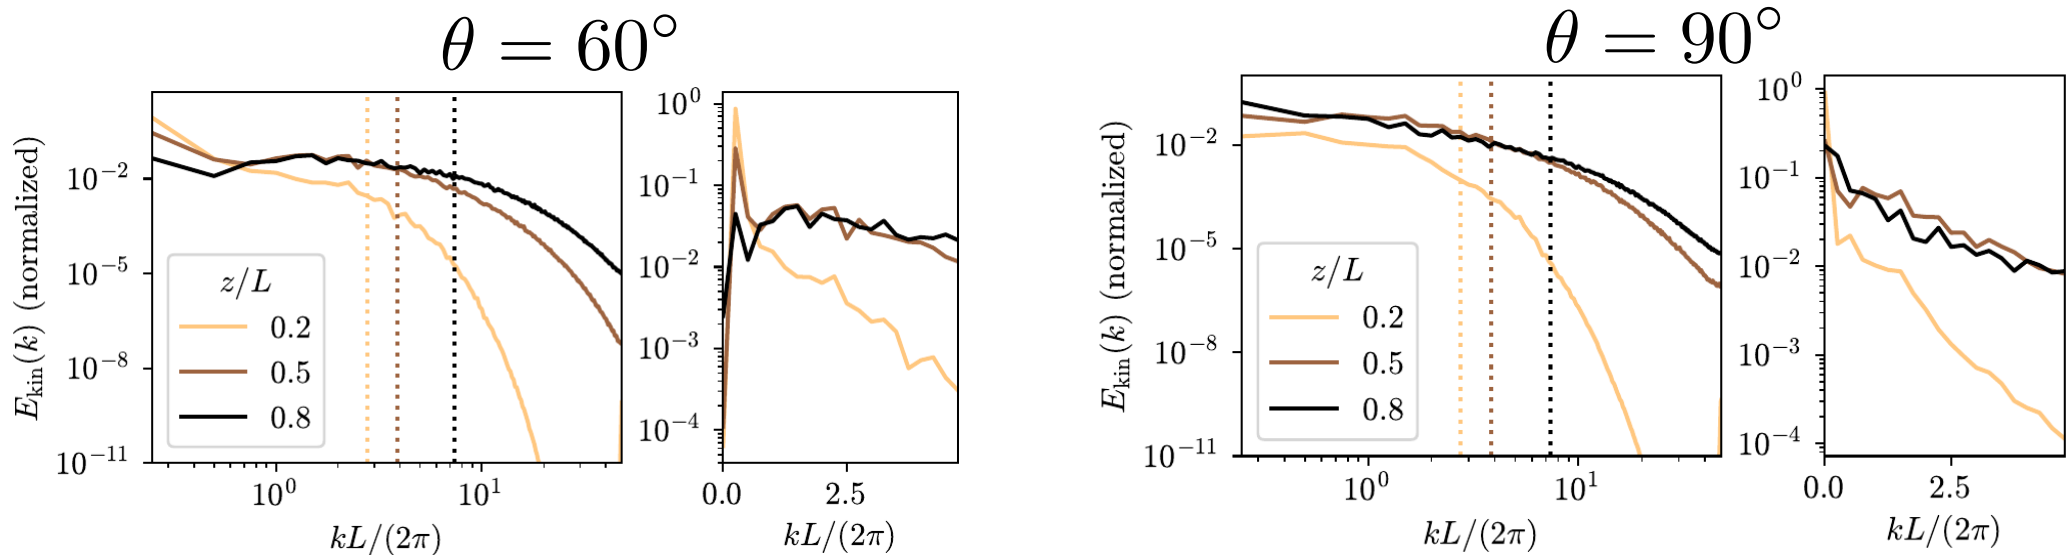 θ = 60°
E_kin(k) (normalized)
10^−2
10^−5
10^−8
10^−11
z/L
0.2
0.5
0.8
10^0 10^1
kL/(2π)
10^0
10^−1
10^−2
10^−3
10^−4
0.0 2.5
kL/(2π)
θ = 90°
E_kin(k) (normalized)
10^−2
10^−5
10^−8
10^−11
z/L
0.2
0.5
0.8
10^0 10^1
kL/(2π)
10^0
10^−1
10^−2
10^−3
10^−4
0.0 2.5
kL/(2π)